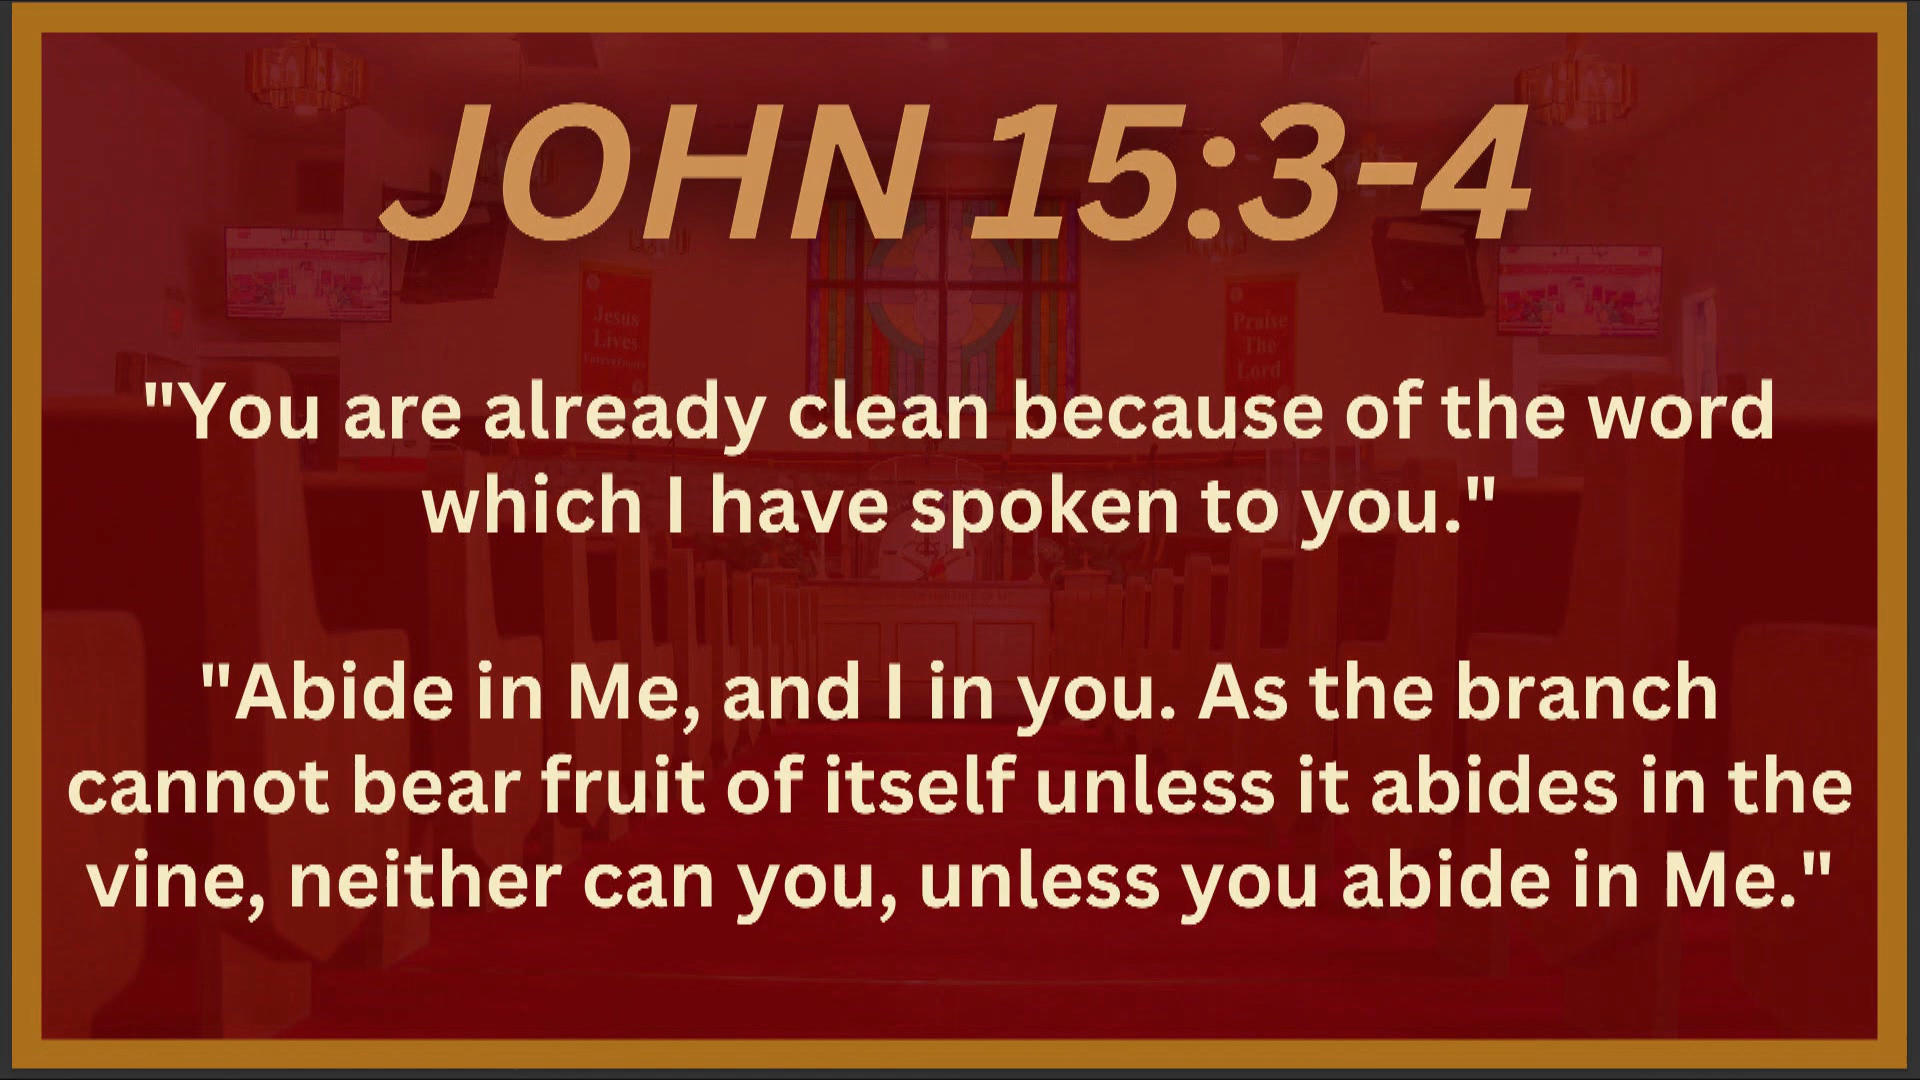 JOHN 15:3-4
Jesus
Lives
Praise
The
Lord
"You are already clean because of the word
which I have spoken to you."
"Abide in Me, and I in you. As the branch
cannot bear fruit of itself unless it abides in the
vine, neither can you, unless you abide in Me."